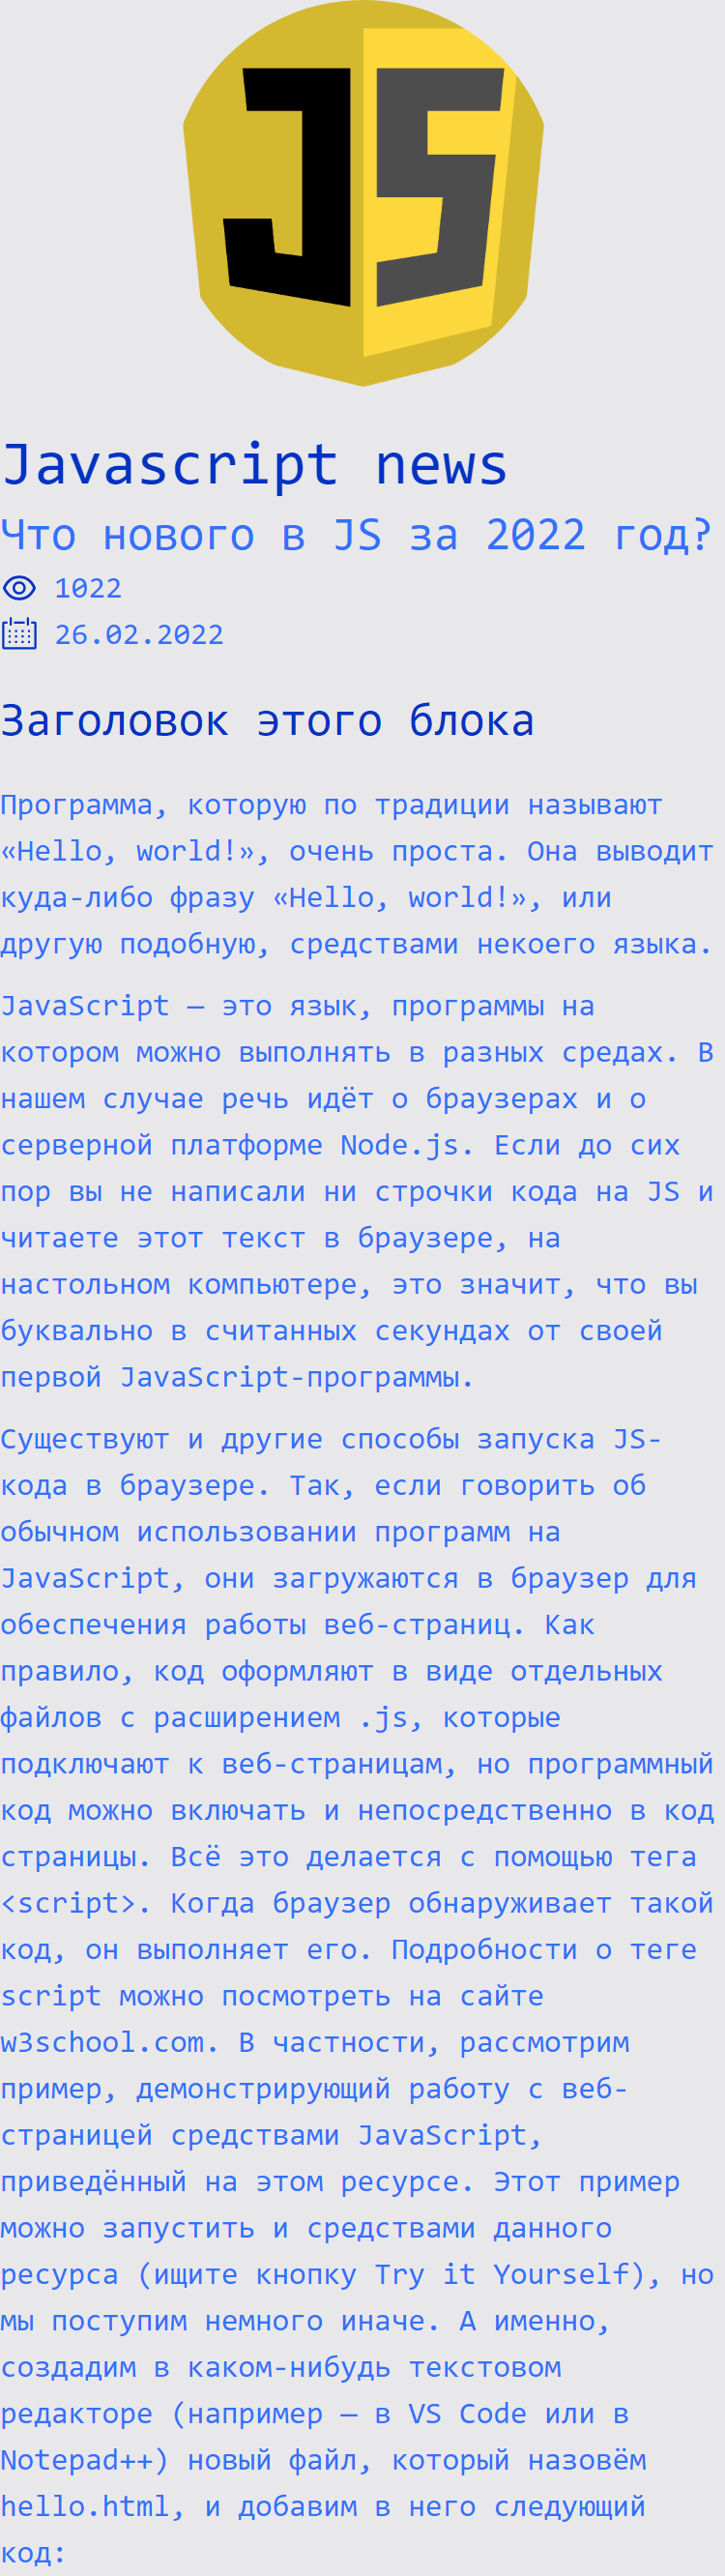 JS
Javascript news
Что нового в JS за 2022 год?
1022
26.02.2022
Заголовок этого блока
Программа, которую по традиции называют
«Hello, world!», очень проста. Она выводит
куда-либо фразу «Hello, world!», или
другую подобную, средствами некоего языка.
JavaScript — это язык, программы на
котором можно выполнять в разных средах. В
нашем случае речь идёт о браузерах и о
серверной платформе Node.js. Если до сих
пор вы не написали ни строчки кода на JS и
читаете этот текст в браузере, на
настольном компьютере, это значит, что вы
буквально в считанных секундах от своей
первой JavaScript-программы.
Существуют и другие способы запуска JS-
кода в браузере. Так, если говорить об
обычном использовании программ на
JavaScript, они загружаются в браузер для
обеспечения работы веб-страниц. Как
правило, код оформляют в виде отдельных
файлов с расширением .js, которые
подключают к веб-страницам, но программный
код можно включать и непосредственно в код
страницы. Всё это делается с помощью тега
<script>. Когда браузер обнаруживает такой
код, он выполняет его. Подробности о теге
script можно посмотреть на сайте
w3school.com. В частности, рассмотрим
пример, демонстрирующий работу с веб-
страницей средствами JavaScript,
приведённый на этом ресурсе. Этот пример
можно запустить и средствами данного
ресурса (ищите кнопку Try it Yourself), но
мы поступим немного иначе. А именно,
создадим в каком-нибудь текстовом
редакторе (например — в VS Code или в
Notepad++) новый файл, который назовём
hello.html, и добавим в него следующий
код: